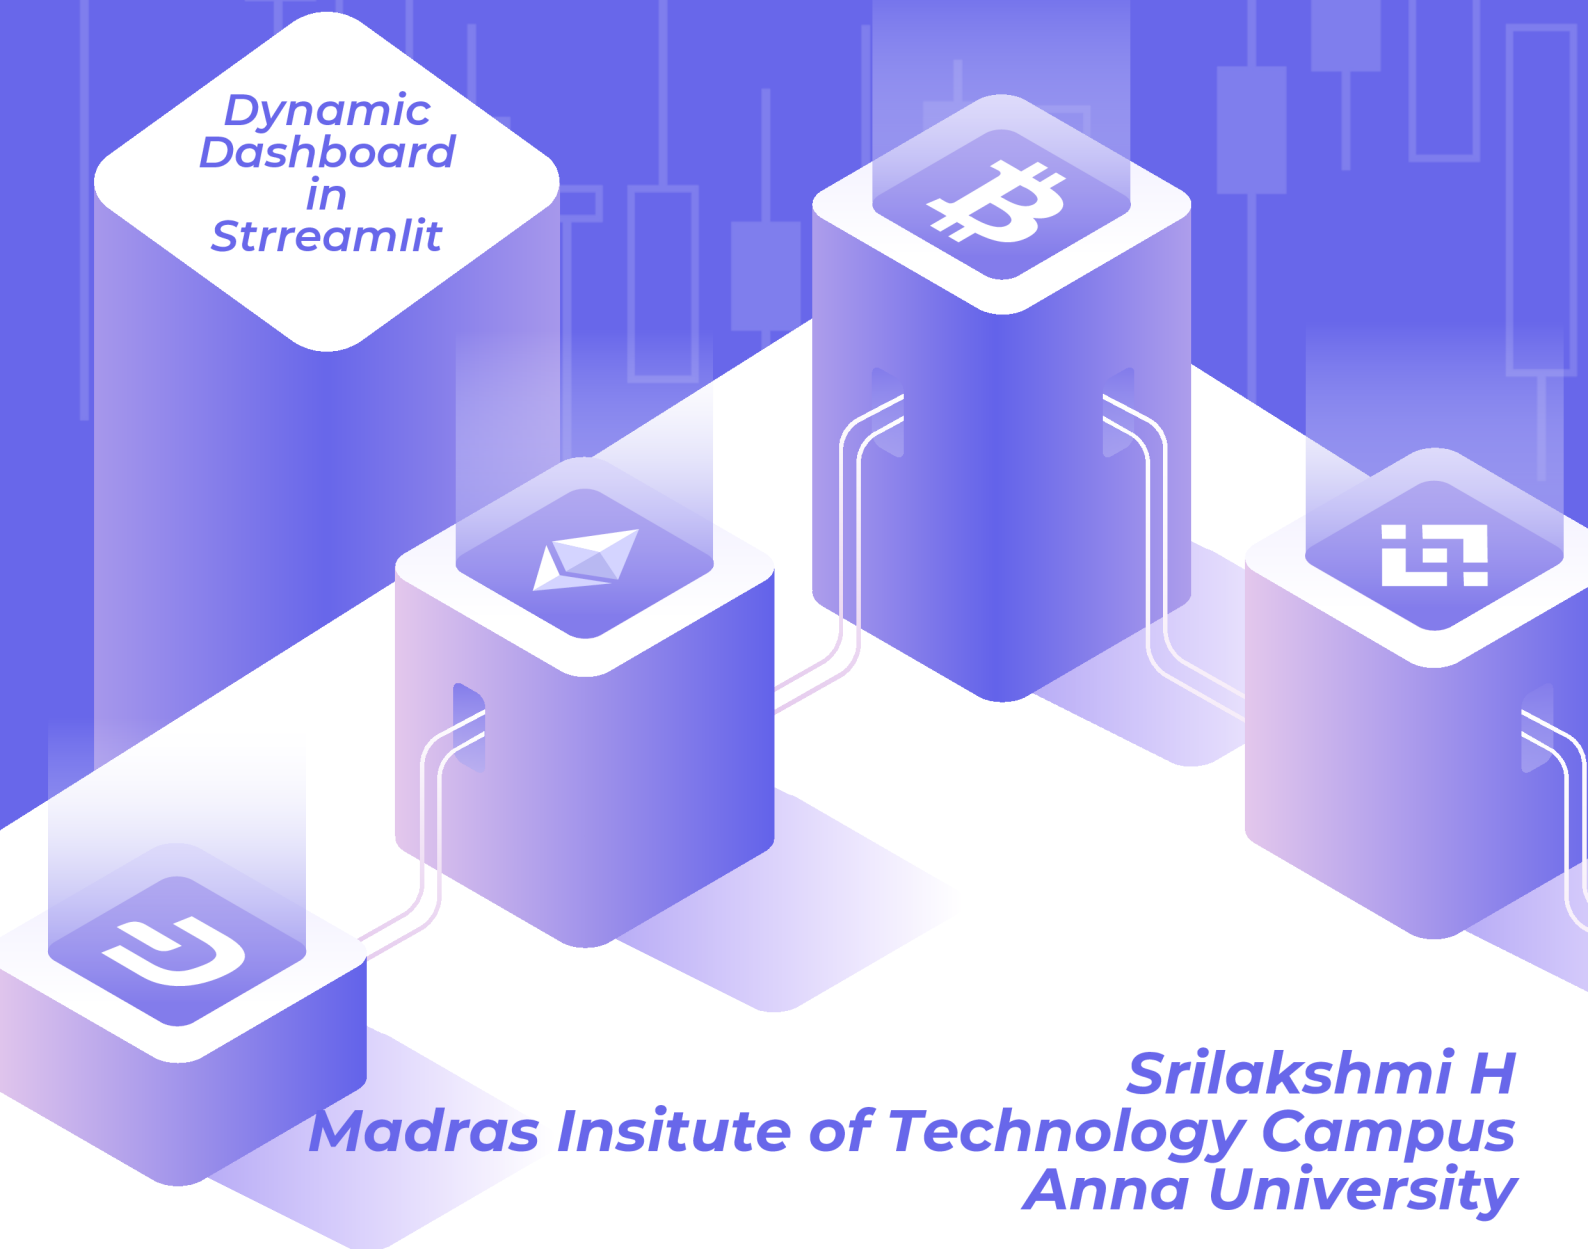 Dynamic
Dashboard
in
Strreamlit
Srilakshmi H
Madras Insitute of Technology Campus
Anna University